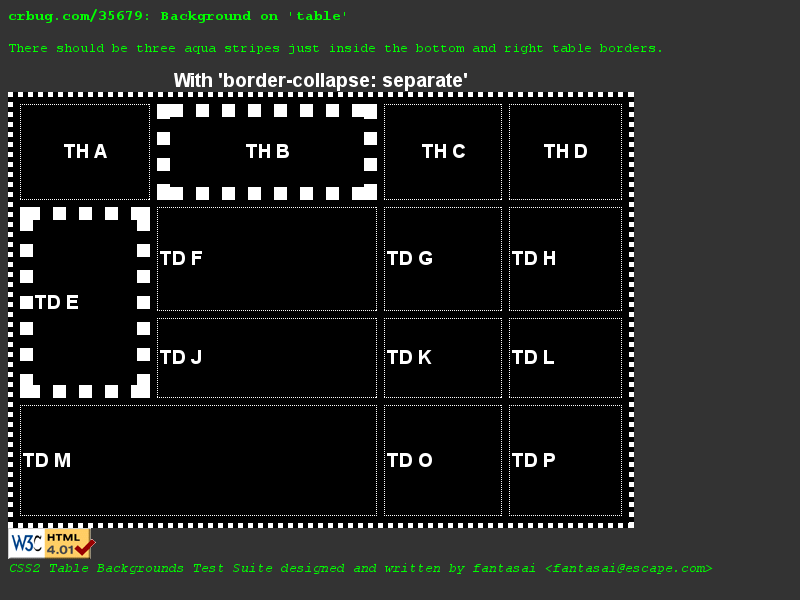 crbug.com/35679: Background on 'table'
There should be three aqua stripes just inside the bottom and right table borders.
With 'border-collapse: separate'
TH A TH B TH C TH D
TD F TD G TD H
TD E
TD J TD K TD L
TD M TD O TD P
W3C HTML 4.01
CSS2 Table Backgrounds Test Suite designed and written by fantasai <fantasai@escape.com>